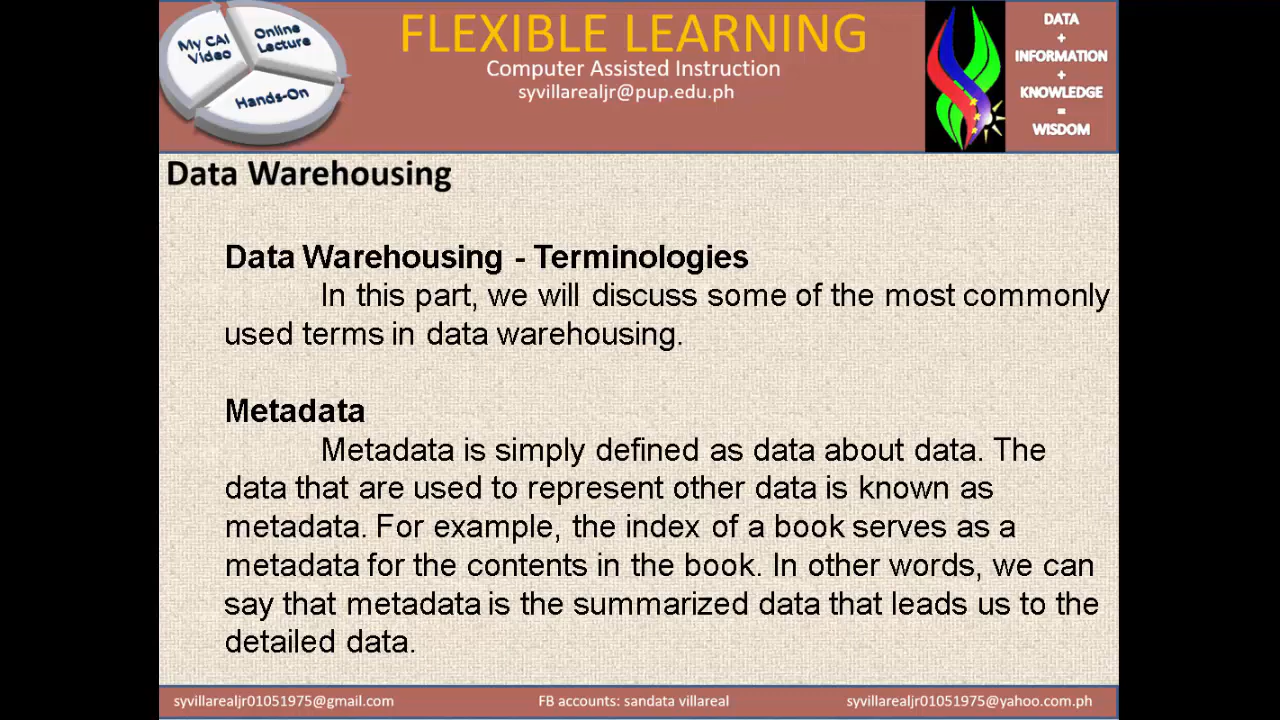 My CAI
Video
Online
Lecture
Hands-On
FLEXIBLE LEARNING
Computer Assisted Instruction
syvillarealjr@pup.edu.ph
DATA
+
INFORMATION
+
KNOWLEDGE
=
WISDOM
Data Warehousing
Data Warehousing - Terminologies
In this part, we will discuss some of the most commonly
used terms in data warehousing.
Metadata
Metadata is simply defined as data about data. The
data that are used to represent other data is known as
metadata. For example, the index of a book serves as a
metadata for the contents in the book. In other words, we can
say that metadata is the summarized data that leads us to the
detailed data.
syvillarealjr01051975@gmail.com
FB accounts: sandata villareal
syvillarealjr01051975@yahoo.com.ph